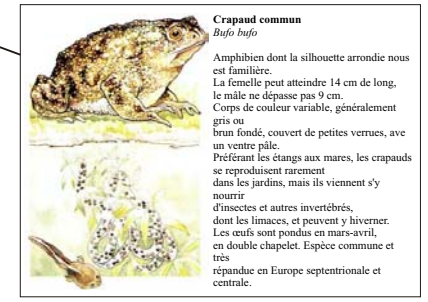 Crapaud commun
Bufo bufo
Amphibien dont la silhouette arrondie nous
est familière.
La femelle peut atteindre 14 cm de long,
le mâle ne dépasse pas 9 cm.
Corps de couleur variable, généralement
gris ou
brun fondé, couvert de petites verrues, ave
un ventre pâle.
Préférant les étangs aux mares, les crapauds
se reproduisent rarement
dans les jardins, mais ils viennent s'y
nourrir
d'insectes et autres invertébrés,
dont les limaces, et peuvent y hiverner.
Les œufs sont pondus en mars-avril,
en double chapelet. Espèce commune et
très
répandue en Europe septentrionale et
centrale.